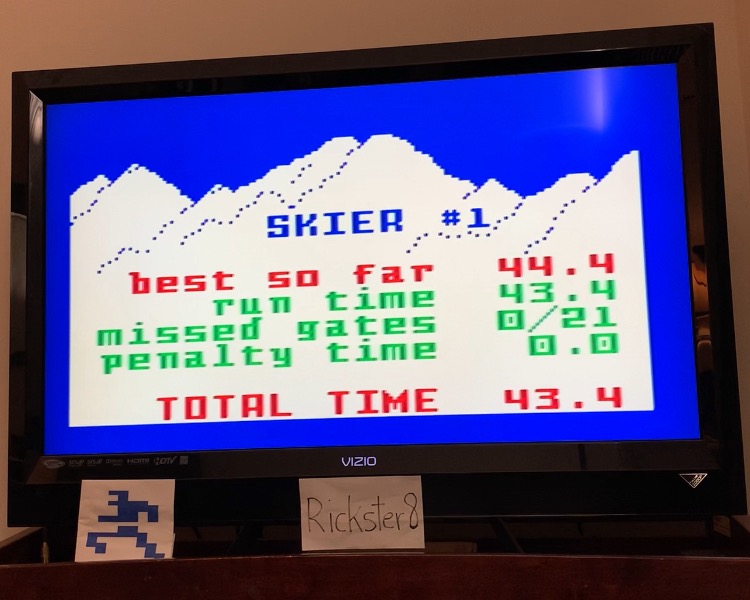 SKIER #1
best so far 44.4
run time 43.4
missed gates 0/21
penalty time 0.0
TOTAL TIME 43.4
VIZIO
Rickster8